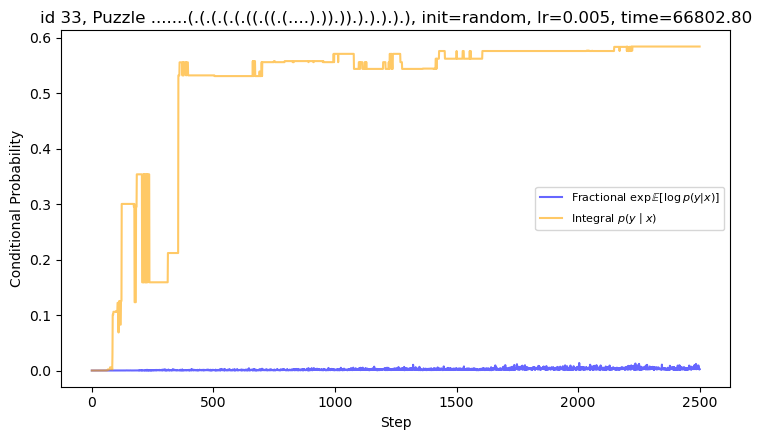 id 33, Puzzle .......(.(.(.(.(.((.((.(....).)).)).).).).).), init=random, lr=0.005, time=66802.80
0.6
0.5
0.4
0.3
0.2
0.1
0.0
Conditional Probability
Fractional exp𝔼[log p(y|x)]
Integral p(y | x)
0
500
1000
1500
2000
2500
Step